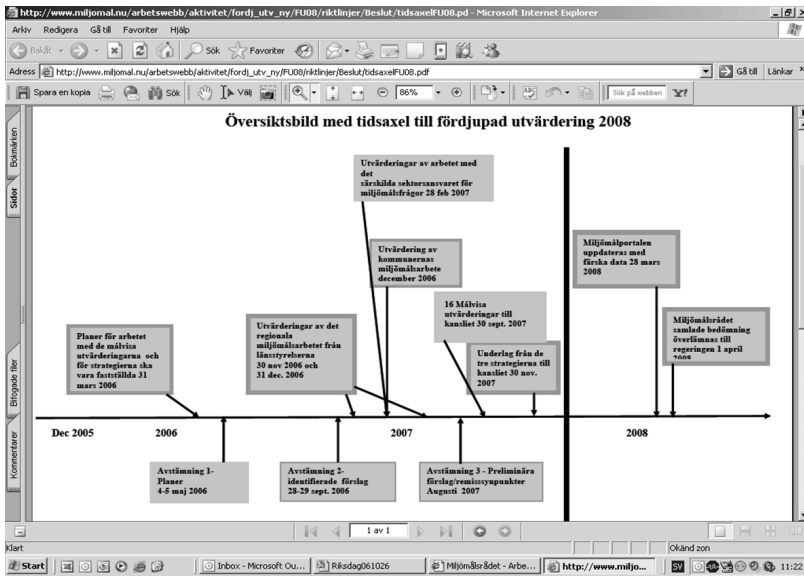 http://www.miljomal.nu/arbetswebb/aktivitet/fordj_utv_ny/FU08/riktlinjer/Beslut/tidsaxelFU08.pd - Microsoft Internet Explorer
Arkiv Redigera Gå till Favoriter Hjälp
Bakåt Sök Favoriter
Adress http://www.miljomal.nu/arbetswebb/aktivitet/fordj_utv_ny/FU08/riktlinjer/Beslut/tidsaxelFU08.pdf Gå till Länkar
Spara en kopia Sök Välj 86% Sök på webben Y!
Bokmärken
Sidor
Bifogade filer
Kommentarer
Översiktsbild med tidsaxel till fördjupad utvärdering 2008
Utvärderingar av arbetet med
det
särskilda sektorsansvaret för
miljömålsfrågor 28 feb 2007
Utvärdering av
kommunernas
miljömålsarbete
december 2006
Miljömålportalen
uppdateras med
färska data 28 mars
2008
16 Målvisa
utvärderingar till
kansliet 30 sept. 2007
Planer för arbetet
med de målvisa
utvärderingarna och
för strategierna ska
vara fastställda 31
mars 2006
Utvärderingar av det
regionala
miljömålsarbetet från
länsstyrelserna
30 nov 2006 och
31 dec. 2006
Underlag från de
tre strategierna till
kansliet 30 nov.
2007
Miljömålsrådet
samlade bedömning
överlämnas till
regeringen 1 april
2008
Dec 2005 2006 2007 2008
Avstämning 1-
Planer
4-5 maj 2006
Avstämning 2-
identifierade förslag
28-29 sept. 2006
Avstämning 3 - Preliminära
förslag/remisssynpunkter
Augusti 2007
1 av 1
Klart Okänd zon
Start Inbox - Microsoft Ou... Riksdag061026 Miljömålsrådet - Arbe... http://www.miljo... SV 11:22